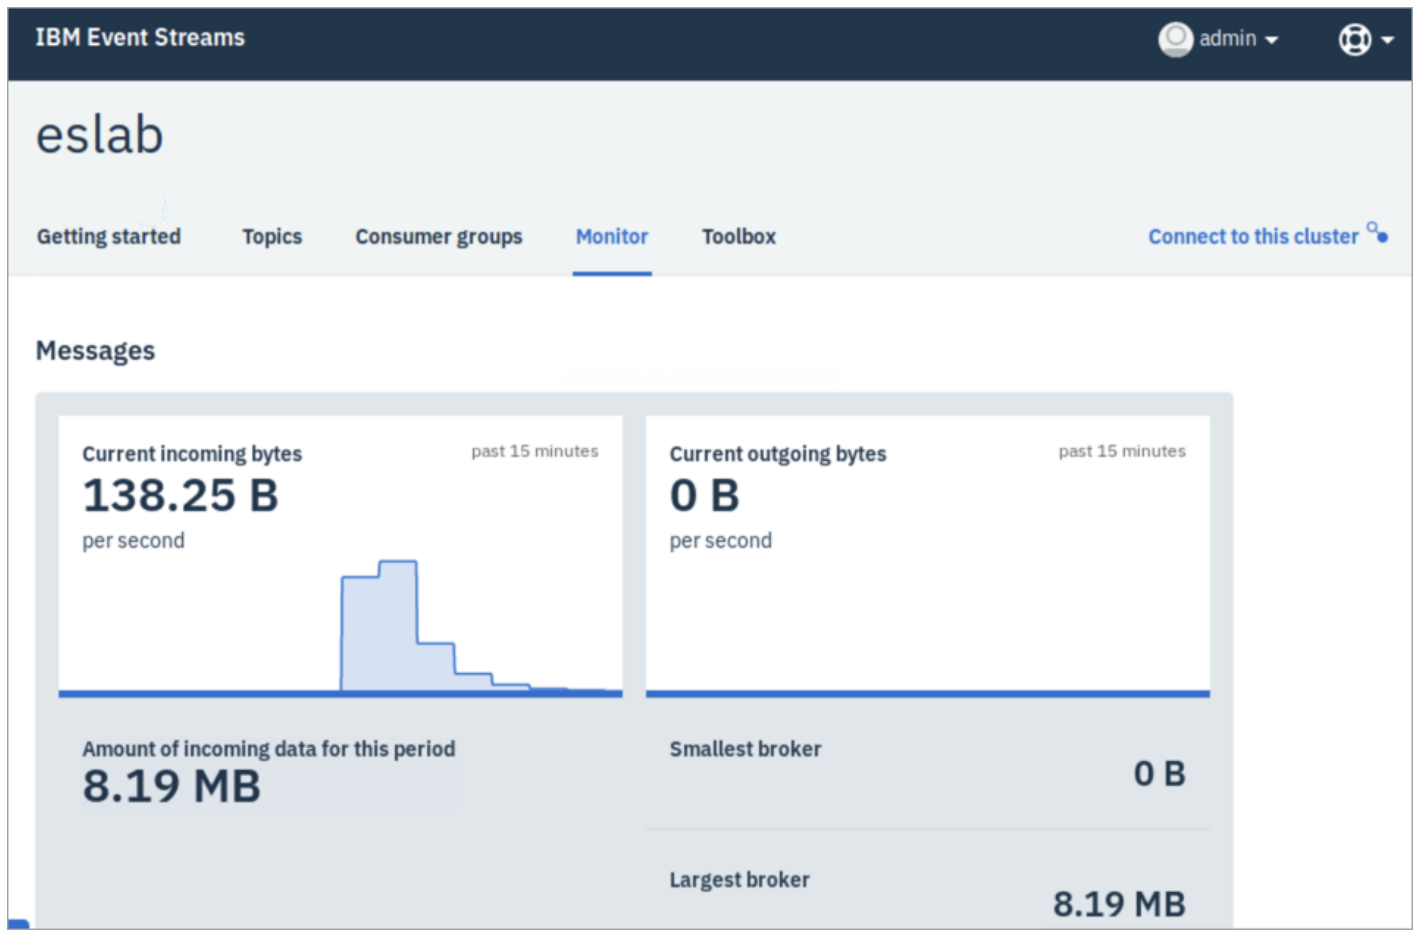 IBM Event Streams
admin
eslab
Getting started Topics Consumer groups Monitor Toolbox Connect to this cluster
Messages
Current incoming bytes past 15 minutes
138.25 B
per second
Current outgoing bytes past 15 minutes
0 B
per second
Amount of incoming data for this period
8.19 MB
Smallest broker
0 B
Largest broker
8.19 MB